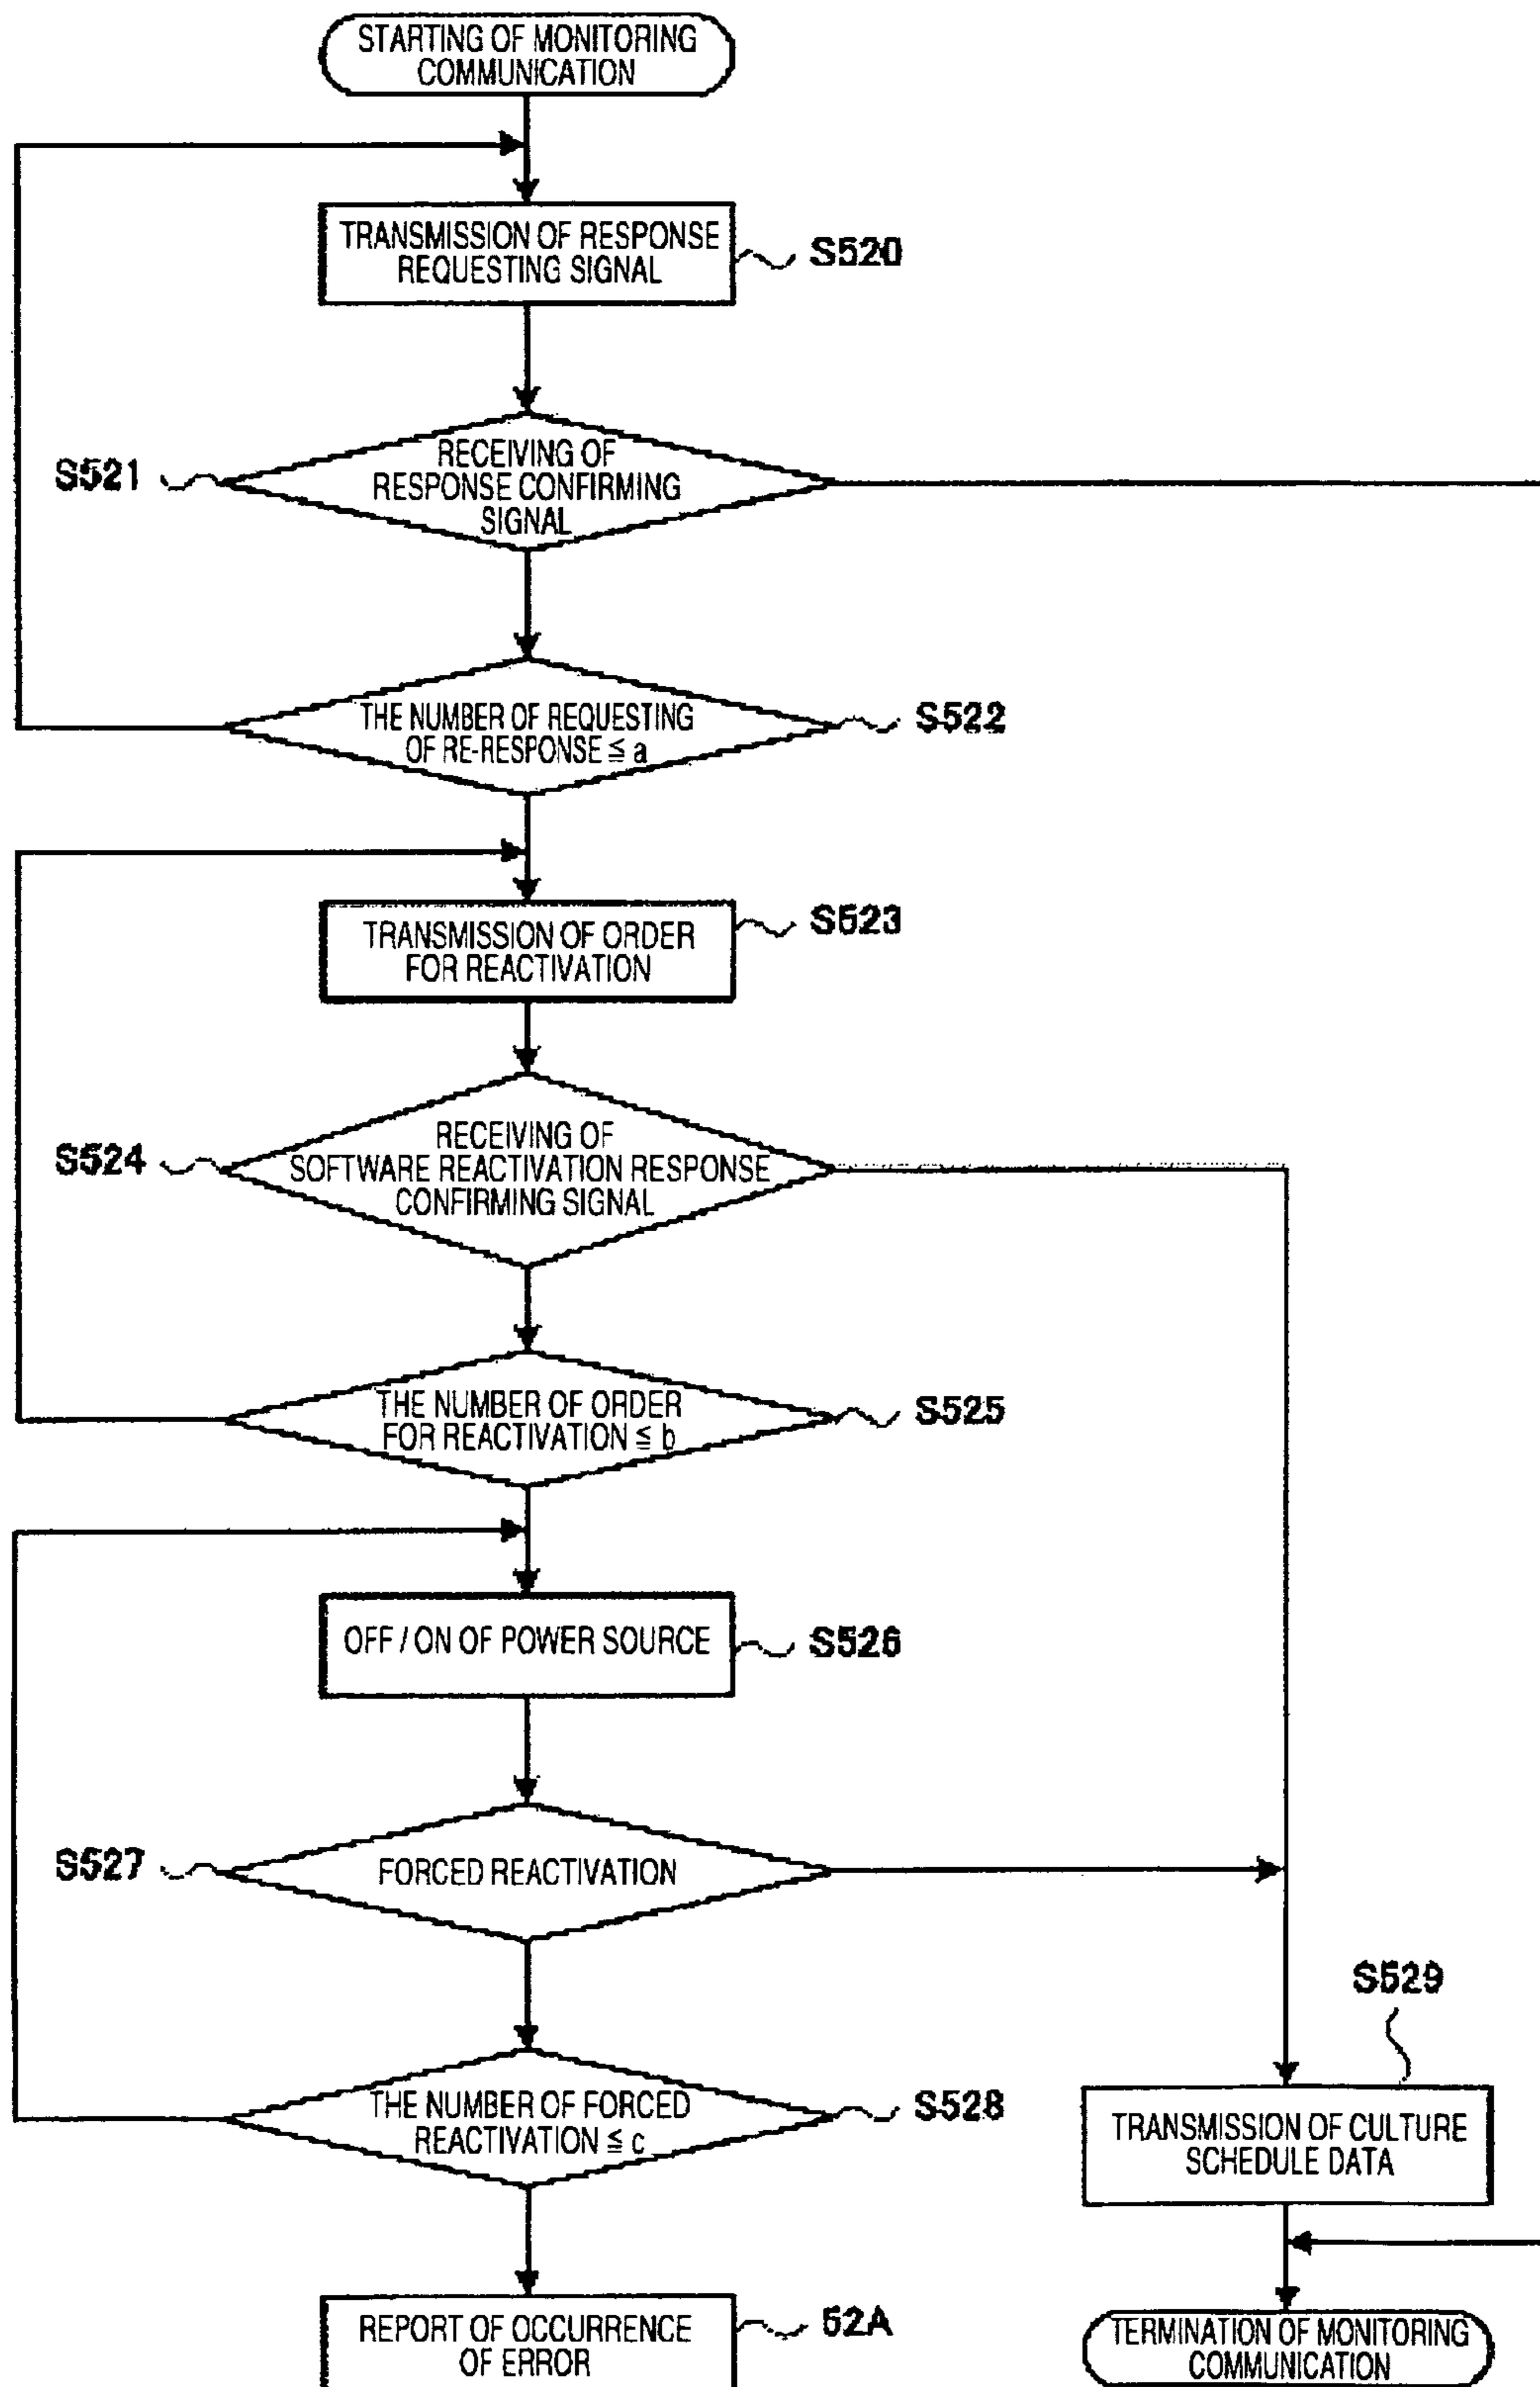 STARTING OF MONITORING
COMMUNICATION
TRANSMISSION OF RESPONSE
REQUESTING SIGNAL
S520
S521
RECEIVING OF
RESPONSE CONFIRMING
SIGNAL
THE NUMBER OF REQUESTING
OF RE-RESPONSE ≦ a
S522
TRANSMISSION OF ORDER
FOR REACTIVATION
S523
S524
RECEIVING OF
SOFTWARE REACTIVATION RESPONSE
CONFIRMING SIGNAL
THE NUMBER OF ORDER
FOR REACTIVATION ≦ b
S525
OFF / ON OF POWER SOURCE
S526
S527
FORCED REACTIVATION
THE NUMBER OF FORCED
REACTIVATION ≦ c
S528
S529
TRANSMISSION OF CULTURE
SCHEDULE DATA
REPORT OF OCCURRENCE
OF ERROR
52A
TERMINATION OF MONITORING
COMMUNICATION